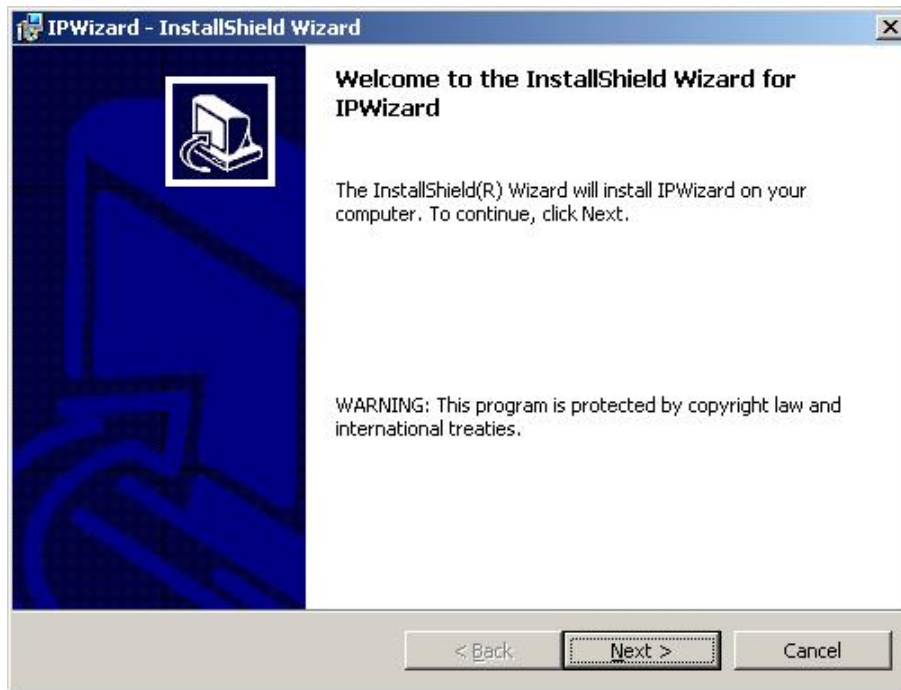 IPWizard - InstallShield Wizard
Welcome to the InstallShield Wizard for
IPWizard
The InstallShield(R) Wizard will install IPWizard on your
computer. To continue, click Next.
WARNING: This program is protected by copyright law and
international treaties.
< Back
Next >
Cancel